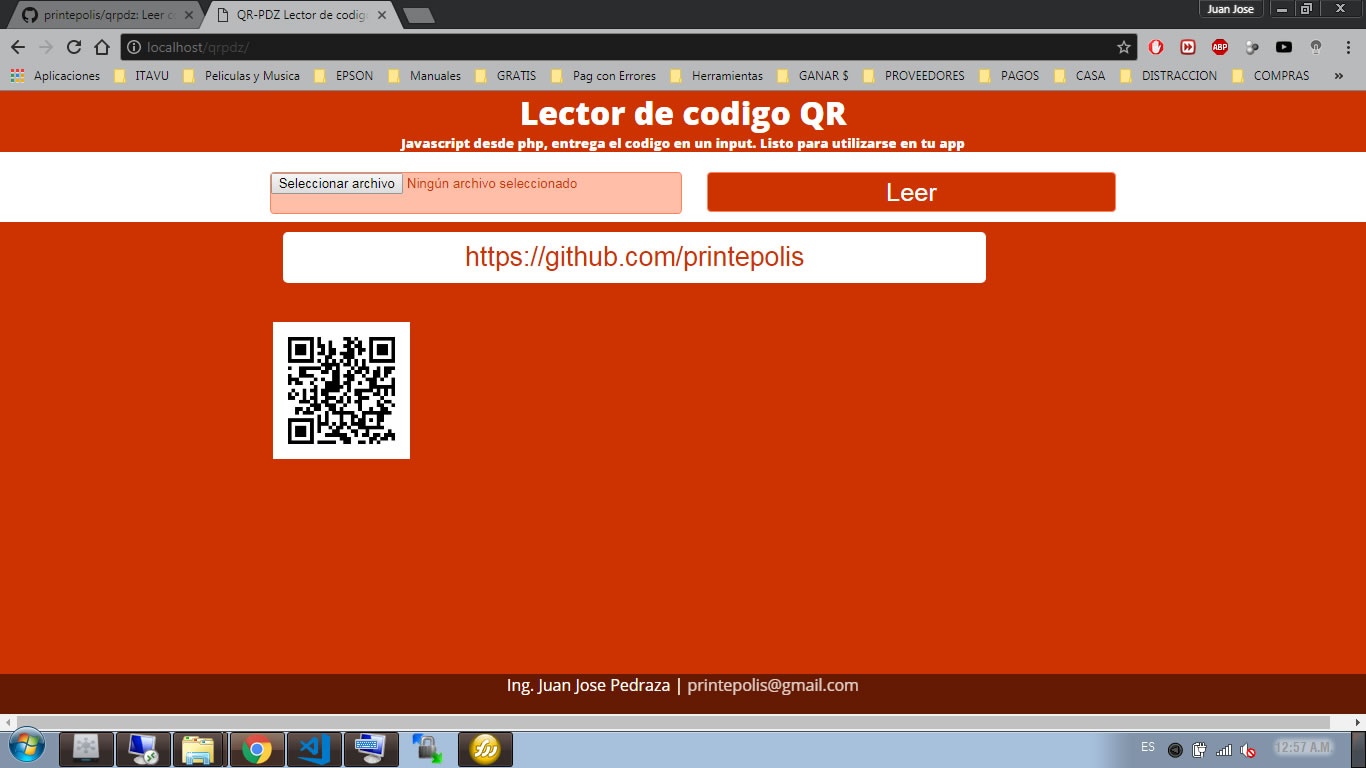 printepolis/qrpdz: Leer c
QR-PDZ Lector de codigo
Juan Jose
localhost/qrpdz/
Aplicaciones
ITAVU
Peliculas y Musica
EPSON
Manuales
GRATIS
Pag con Errores
Herramientas
GANAR $
PROVEEDORES
PAGOS
CASA
DISTRACCION
COMPRAS
»
ABP
Lector de codigo QR
Javascript desde php, entrega el codigo en un input. Listo para utilizarse en tu app
Seleccionar archivo Ningún archivo seleccionado
Leer
https://github.com/printepolis
Ing. Juan Jose Pedraza | printepolis@gmail.com
ES
12:57 A.M.